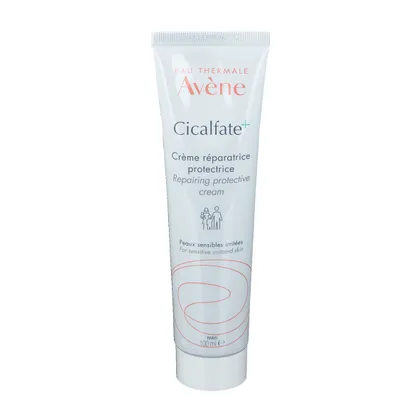 EAU THERMALE
Avène
Cicalfate+
Crème réparatrice
protectrice
Repairing protective
cream
Peaux sensibles irritées
For sensitive irritated skin
PARIS
100 ml e